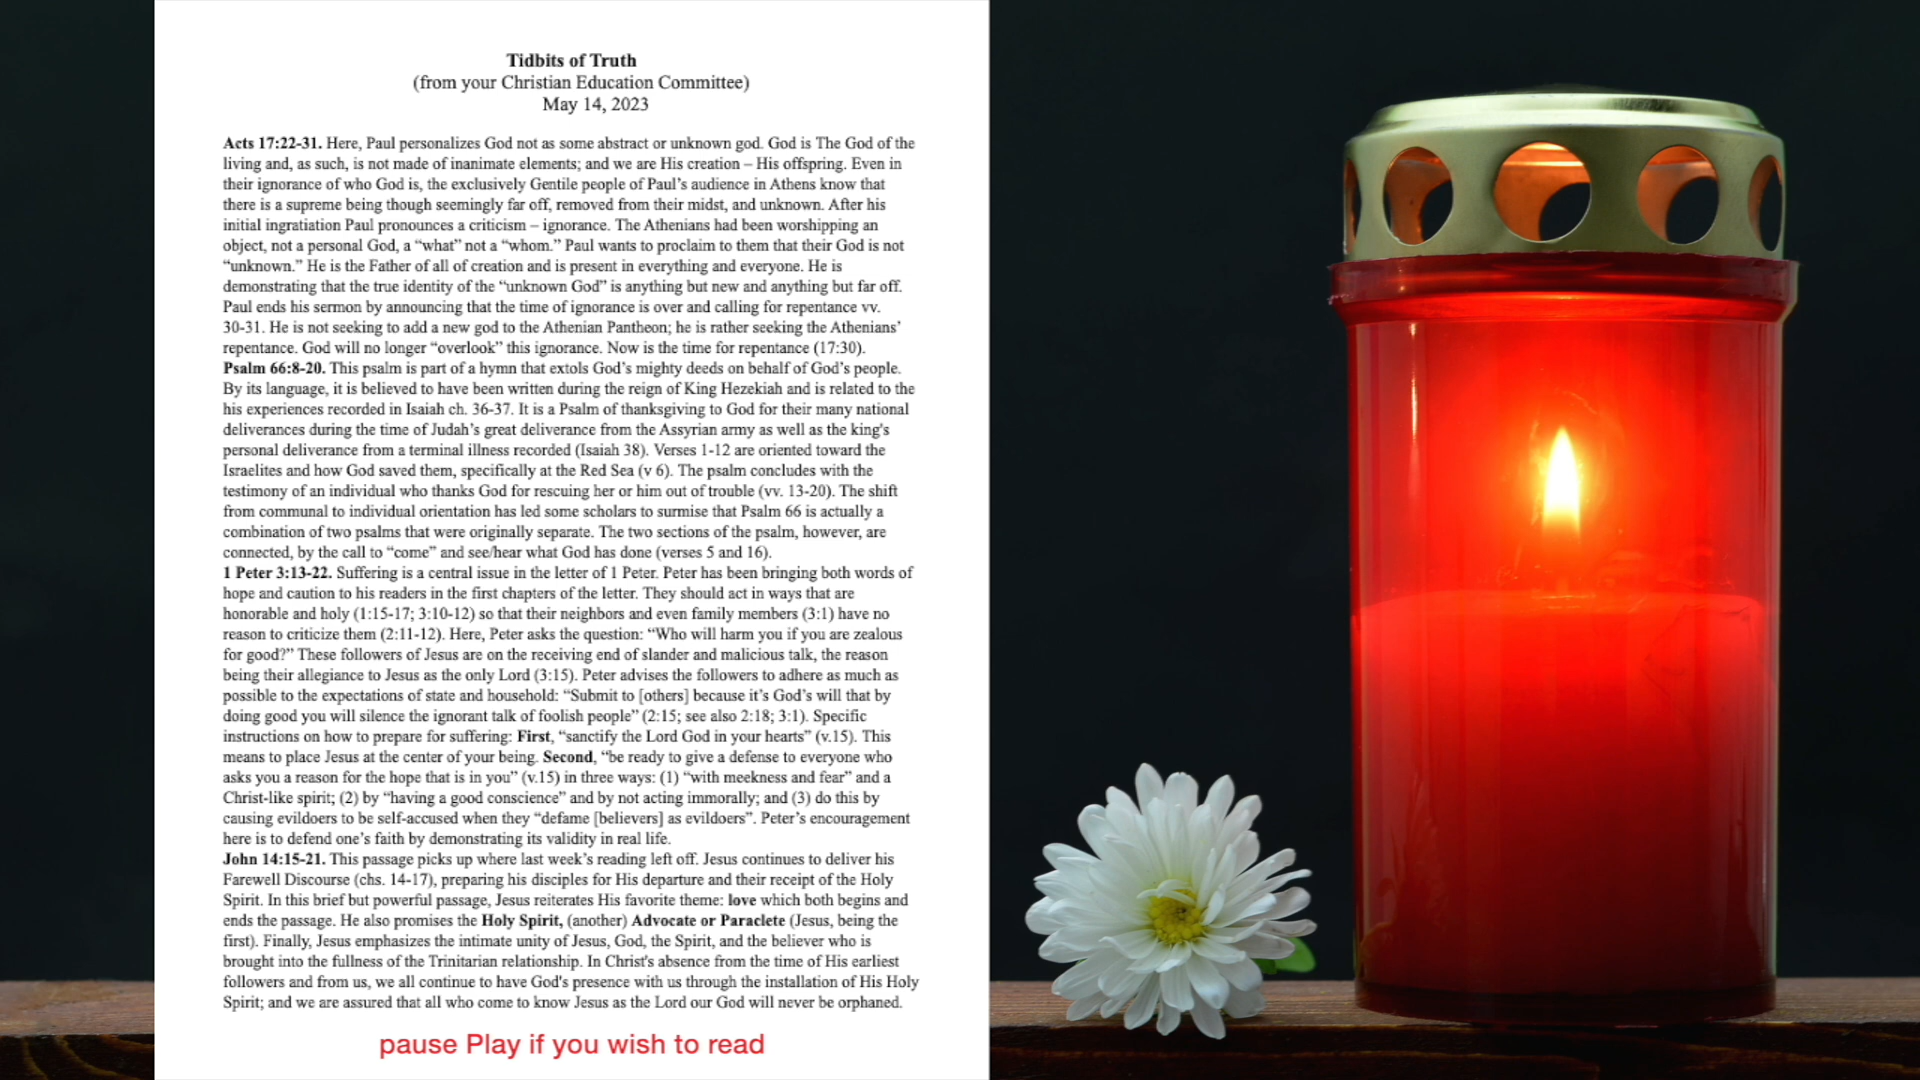 Tidbits of Truth
(from your Christian Education Committee)
May 14, 2023
Acts 17:22-31. Here, Paul personalizes God not as some abstract or unknown god. God is The God of the
living and, as such, is not made of inanimate elements; and we are His creation – His offspring. Even in
their ignorance of who God is, the exclusively Gentile people of Paul’s audience in Athens know that
there is a supreme being though seemingly far off, removed from their midst, and unknown. After his
initial ingratiation Paul pronounces a criticism – ignorance. The Athenians had been worshipping an
object, not a personal God, a “what” not a “whom.” Paul wants to proclaim to them that their God is not
“unknown.” He is the Father of all of creation and is present in everything and everyone. He is
demonstrating that the true identity of the “unknown God” is anything but new and anything but far off.
Paul ends his sermon by announcing that the time of ignorance is over and calling for repentance vv.
30-31. He is not seeking to add a new god to the Athenian Pantheon; he is rather seeking the Athenians’
repentance. God will no longer “overlook” this ignorance. Now is the time for repentance (17:30).
Psalm 66:8-20. This psalm is part of a hymn that extols God’s mighty deeds on behalf of God’s people.
By its language, it is believed to have been written during the reign of King Hezekiah and is related to the
his experiences recorded in Isaiah ch. 36-37. It is a Psalm of thanksgiving to God for their many national
deliverances during the time of Judah’s great deliverance from the Assyrian army as well as the king's
personal deliverance from a terminal illness recorded (Isaiah 38). Verses 1-12 are oriented toward the
Israelites and how God saved them, specifically at the Red Sea (v 6). The psalm concludes with the
testimony of an individual who thanks God for rescuing her or him out of trouble (vv. 13-20). The shift
from communal to individual orientation has led some scholars to surmise that Psalm 66 is actually a
combination of two psalms that were originally separate. The two sections of the psalm, however, are
connected, by the call to “come” and see/hear what God has done (verses 5 and 16).
1 Peter 3:13-22. Suffering is a central issue in the letter of 1 Peter. Peter has been bringing both words of
hope and caution to his readers in the first chapters of the letter. They should act in ways that are
honorable and holy (1:15-17; 3:10-12) so that their neighbors and even family members (3:1) have no
reason to criticize them (2:11-12). Here, Peter asks the question: “Who will harm you if you are zealous
for good?” These followers of Jesus are on the receiving end of slander and malicious talk, the reason
being their allegiance to Jesus as the only Lord (3:15). Peter advises the followers to adhere as much as
possible to the expectations of state and household: “Submit to [others] because it’s God’s will that by
doing good you will silence the ignorant talk of foolish people” (2:15; see also 2:18; 3:1). Specific
instructions on how to prepare for suffering: First, “sanctify the Lord God in your hearts” (v.15). This
means to place Jesus at the center of your being. Second, “be ready to give a defense to everyone who
asks you a reason for the hope that is in you” (v.15) in three ways: (1) “with meekness and fear” and a
Christ-like spirit; (2) by “having a good conscience” and by not acting immorally; and (3) do this by
causing evildoers to be self-accused when they “defame [believers] as evildoers”. Peter’s encouragement
here is to defend one’s faith by demonstrating its validity in real life.
John 14:15-21. This passage picks up where last week’s reading left off. Jesus continues to deliver his
Farewell Discourse (chs. 14-17), preparing his disciples for His departure and their receipt of the Holy
Spirit. In this brief but powerful passage, Jesus reiterates His favorite theme: love which both begins and
ends the passage. He also promises the Holy Spirit, (another) Advocate or Paraclete (Jesus, being the
first). Finally, Jesus emphasizes the intimate unity of Jesus, God, the Spirit, and the believer who is
brought into the fullness of the Trinitarian relationship. In Christ's absence from the time of His earliest
followers and from us, we all continue to have God's presence with us through the installation of His Holy
Spirit; and we are assured that all who come to know Jesus as the Lord our God will never be orphaned.
pause Play if you wish to read